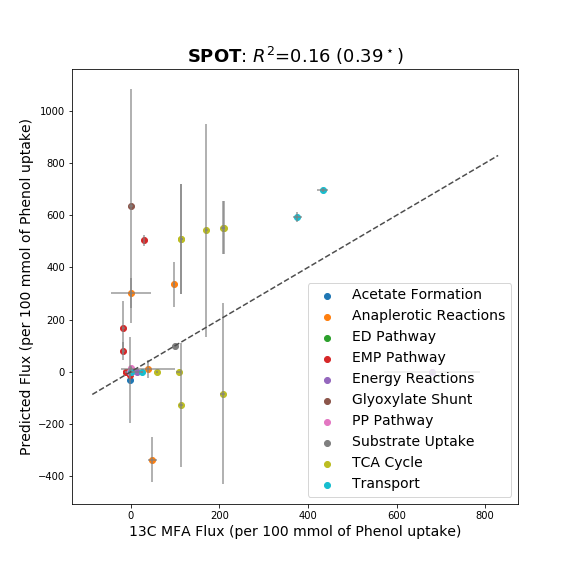 SPOT: R²=0.16 (0.39*)
Predicted Flux (per 100 mmol of Phenol uptake)
1000
800
600
400
200
0
−400
−200
0
200
400
600
800
13C MFA Flux (per 100 mmol of Phenol uptake)
Acetate Formation
Anaplerotic Reactions
ED Pathway
EMP Pathway
Energy Reactions
Glyoxylate Shunt
PP Pathway
Substrate Uptake
TCA Cycle
Transport